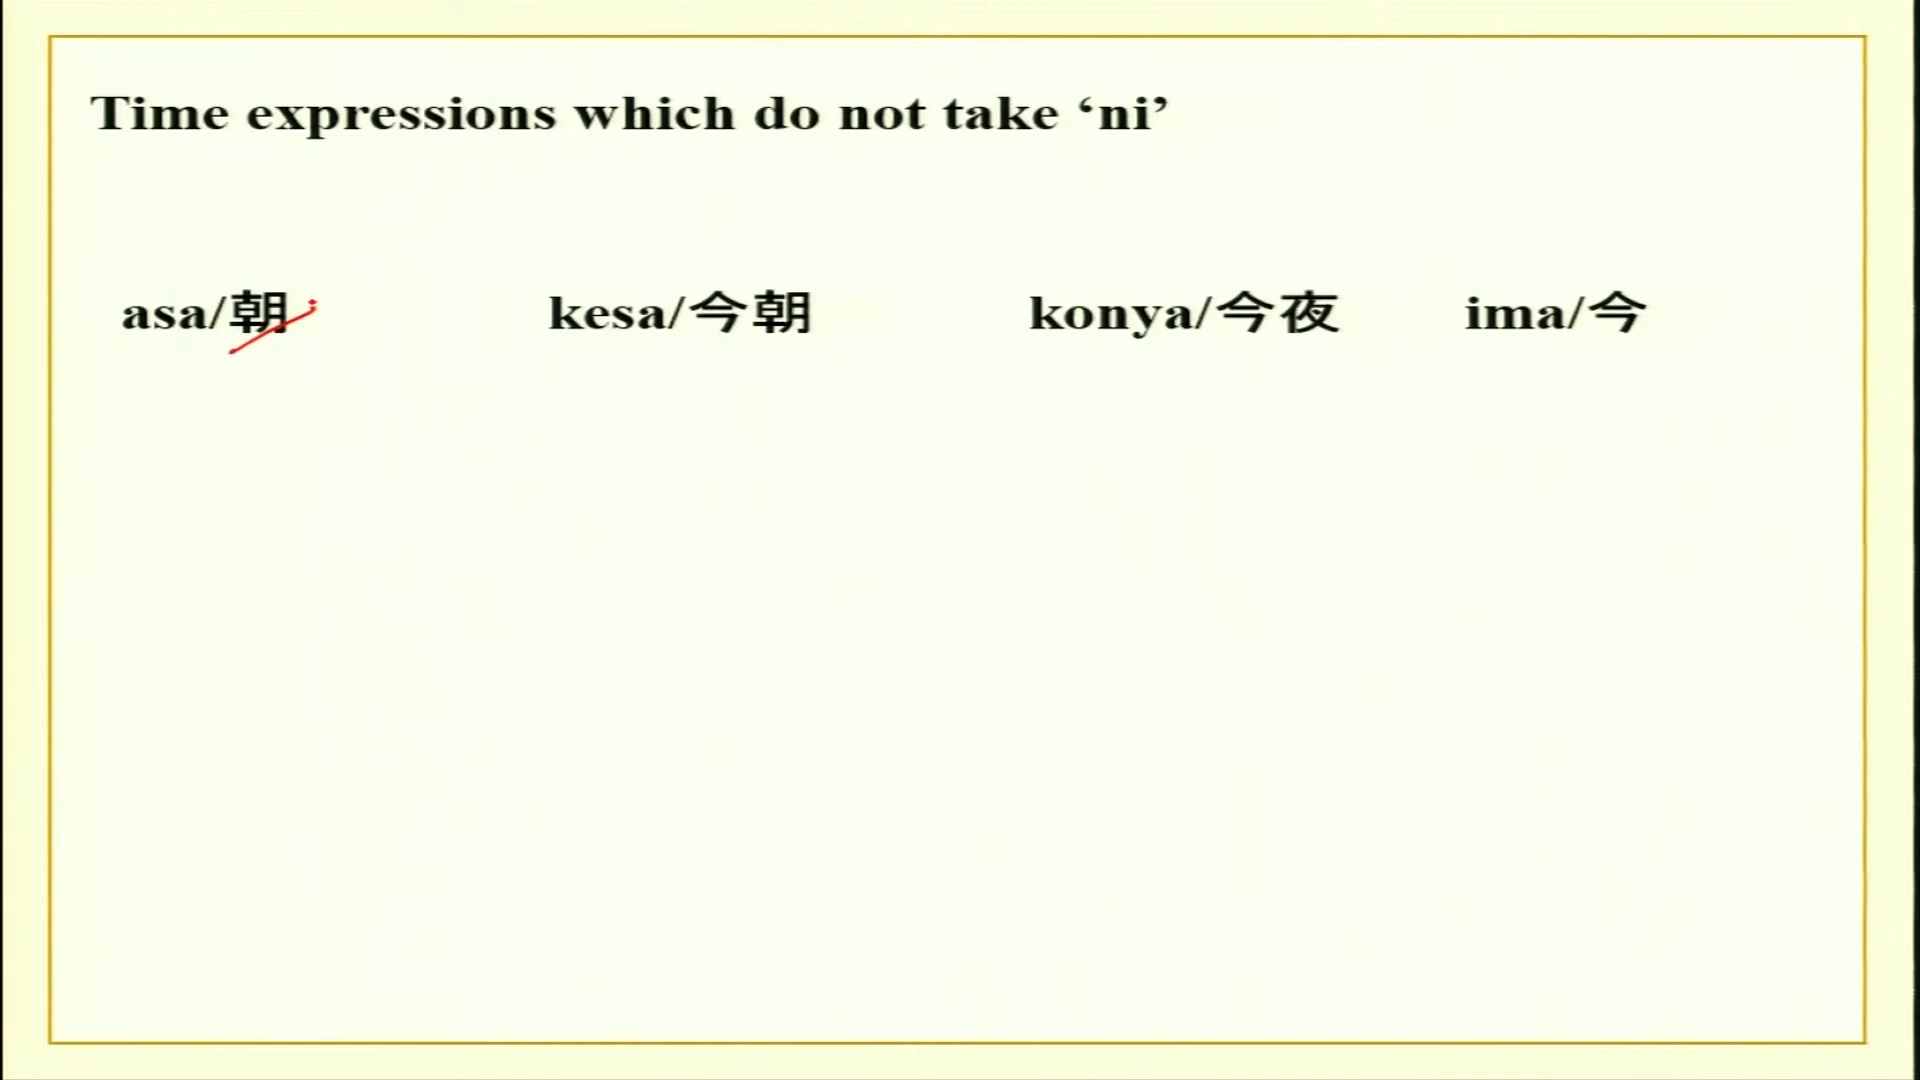 Time expressions which do not take ‘ni’
asa/朝 kesa/今朝 konya/今夜 ima/今